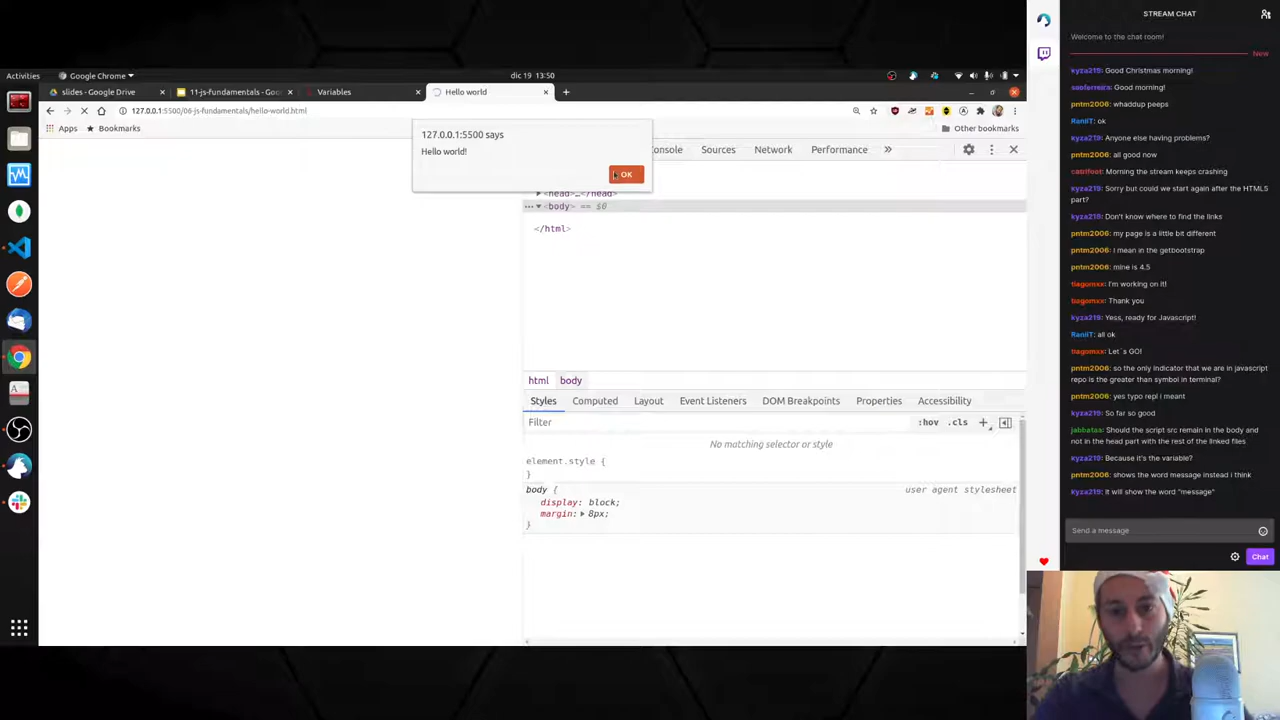 Activities
Google Chrome
dic 19 13:50
slides - Google Drive
11-js-fundamentals - Goo
Variables
Hello world
127.0.0.1:5500/06-js-fundamentals/hello-world.html
Apps
Bookmarks
Other bookmarks
127.0.0.1:5500 says
Hello world!
OK
onsole
Sources
Network
Performance
<head>…</head>
<body> == $0
</html>
html
body
Styles
Computed
Layout
Event Listeners
DOM Breakpoints
Properties
Accessibility
Filter
:hov
.cls
No matching selector or style
element.style {
}
body {
user agent stylesheet
display: block;
margin: 8px;
}
STREAM CHAT
Welcome to the chat room!
New
kyza219: Good Christmas morning!
Good morning!
pntm2006: whaddup peeps
RaniiT: ok
kyza219: Anyone else having problems?
pntm2006: all good now
Morning the stream keeps crashing
kyza219: Sorry but could we start again after the HTML5
part?
kyza219: Don't know where to find the links
pntm2006: my page is a little bit different
pntm2006: I mean in the getbootstrap
pntm2006: mine is 4.5
tiagomxx: I'm working on it!
tiagomxx: Thank you
kyza219: Yess, ready for Javascript!
RaniiT: all ok
tiagomxx: Let´s GO!
pntm2006: so the only indicator that we are in javascript
repo is the greater than symbol in terminal?
pntm2006: yes typo repl i meant
kyza219: So far so good
jabbatas: Should the script src remain in the body and
not in the head part with the rest of the linked files
kyza219: Because it's the variable?
pntm2006: shows the word message instead i think
kyza219: It will show the word "message"
Send a message
Chat